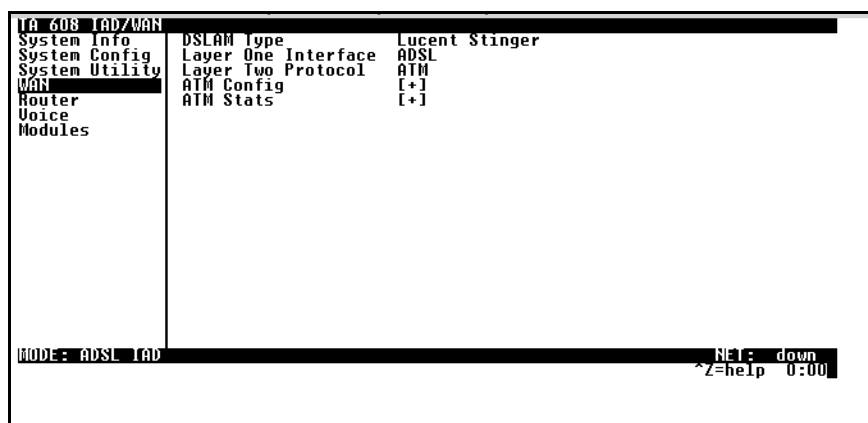 TA 608 IAD/WAN
System Info DSLAM Type Lucent Stinger
System Config Layer One Interface ADSL
System Utility Layer Two Protocol ATM
WAN ATM Config [+]
Router ATM Stats [+]
Voice
Modules
MODE: ADSL IAD NET: down
^Z=help 0:00